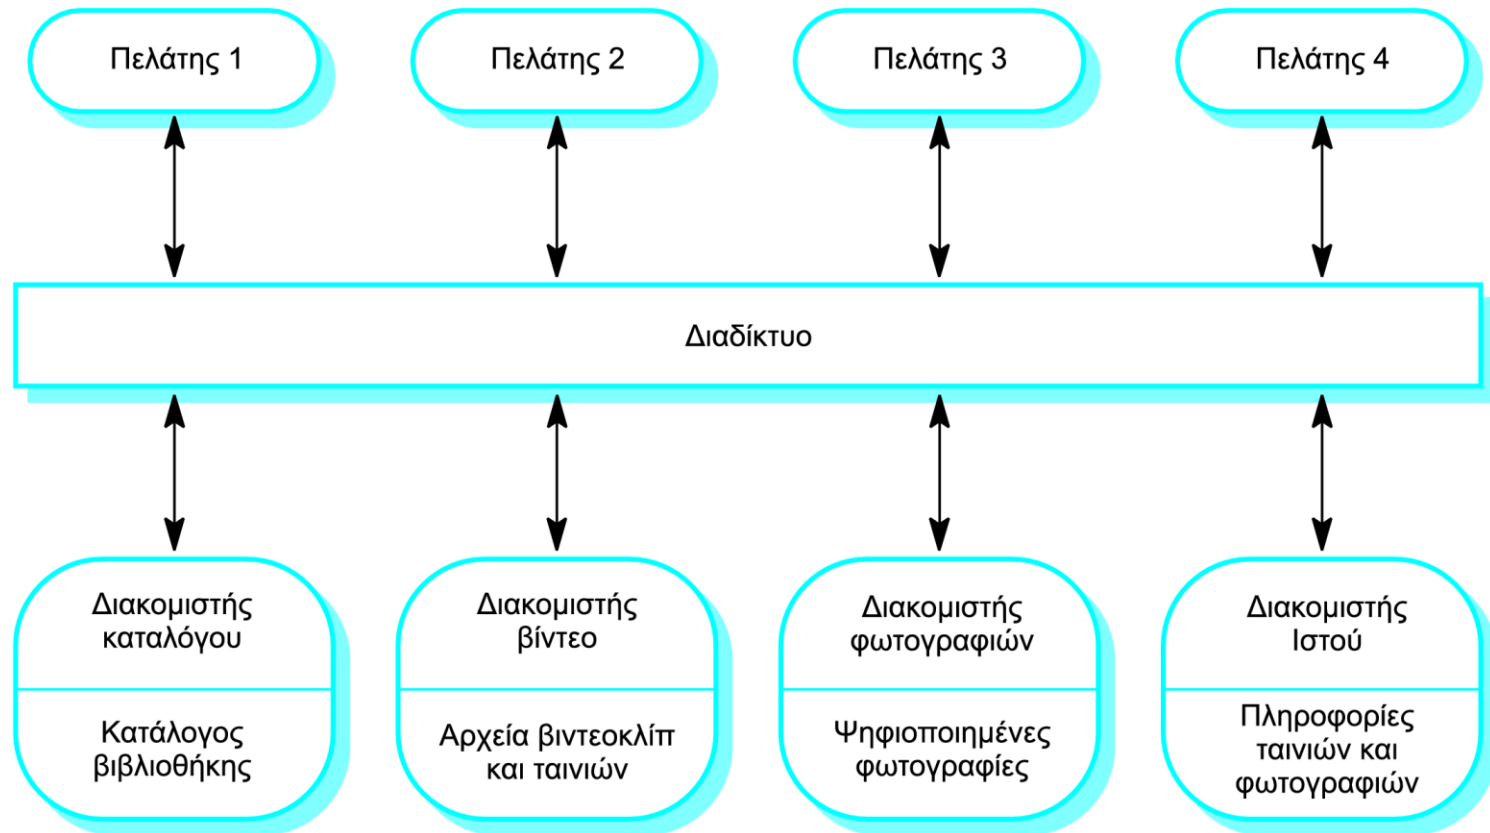 Πελάτης 1
Πελάτης 2
Πελάτης 3
Πελάτης 4
Διαδίκτυο
Διακομιστής
καταλόγου
Κατάλογος
βιβλιοθήκης
Διακομιστής
βίντεο
Αρχεία βιντεοκλίπ
και ταινιών
Διακομιστής
φωτογραφιών
Ψηφιοποιημένες
φωτογραφίες
Διακομιστής
Ιστού
Πληροφορίες
ταινιών και
φωτογραφιών